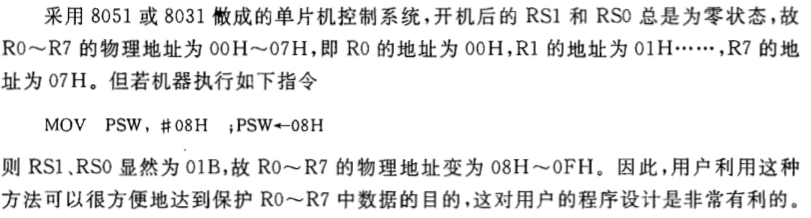 采用 8051 或 8031 做成的单片机控制系统,开机后的 RS1 和 RS0 总是为零状态,故
R0～R7 的物理地址为 00H～07H,即 R0 的地址为 00H,R1 的地址为 01H……,R7 的地
址为 07H。但若机器执行如下指令
MOV PSW, #08H ;PSW←08H
则 RS1、RS0 显然为 01B,故 R0～R7 的物理地址变为 08H～0FH。因此,用户利用这种
方法可以很方便地达到保护 R0～R7 中数据的目的,这对用户的程序设计是非常有利的。